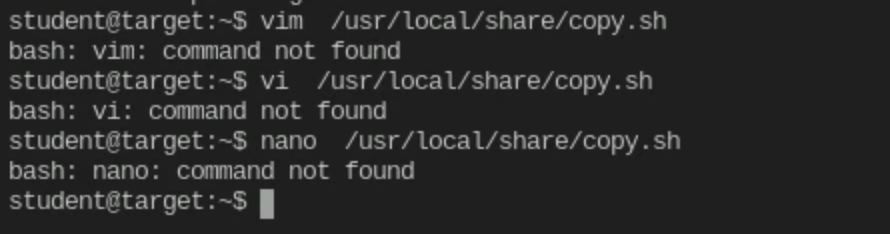 student@target:~$ vim  /usr/local/share/copy.sh
bash: vim: command not found
student@target:~$ vi  /usr/local/share/copy.sh
bash: vi: command not found
student@target:~$ nano  /usr/local/share/copy.sh
bash: nano: command not found
student@target:~$